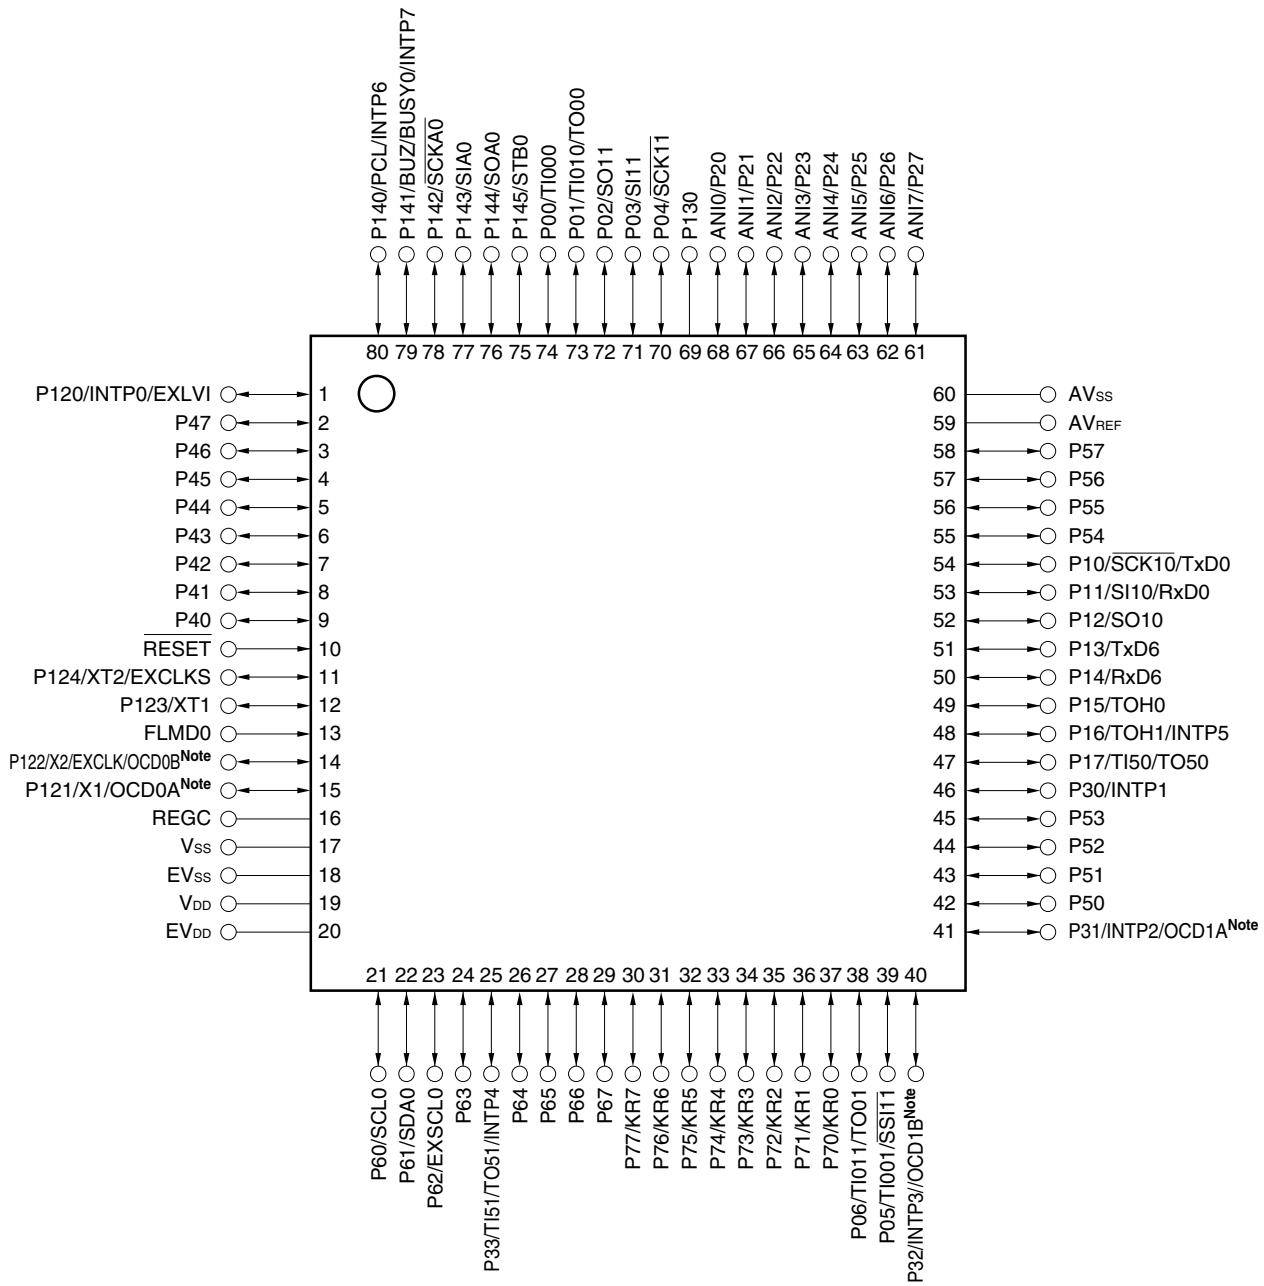 P140/PCL/INTP6
P141/BUZ/BUSY0/INTP7
P142/SCKA0
P143/SIA0
P144/SOA0
P145/STB0
P00/TI000
P01/TI010/TO00
P02/SO11
P03/SI11
P04/SCK11
P130
ANI0/P20
ANI1/P21
ANI2/P22
ANI3/P23
ANI4/P24
ANI5/P25
ANI6/P26
ANI7/P27
80 79 78 77 76 75 74 73 72 71 70 69 68 67 66 65 64 63 62 61
P120/INTP0/EXLVI 1
P47 2
P46 3
P45 4
P44 5
P43 6
P42 7
P41 8
P40 9
RESET 10
P124/XT2/EXCLKS 11
P123/XT1 12
FLMD0 13
P122/X2/EXCLK/OCD0BNote 14
P121/X1/OCD0ANote 15
REGC 16
VSS 17
EVSS 18
VDD 19
EVDD 20
60 AVSS
59 AVREF
58 P57
57 P56
56 P55
55 P54
54 P10/SCK10/TxD0
53 P11/SI10/RxD0
52 P12/SO10
51 P13/TxD6
50 P14/RxD6
49 P15/TOH0
48 P16/TOH1/INTP5
47 P17/TI50/TO50
46 P30/INTP1
45 P53
44 P52
43 P51
42 P50
41 P31/INTP2/OCD1ANote
21 22 23 24 25 26 27 28 29 30 31 32 33 34 35 36 37 38 39 40
P60/SCL0
P61/SDA0
P62/EXSCL0
P63
P33/TI51/TO51/INTP4
P64
P65
P66
P67
P77/KR7
P76/KR6
P75/KR5
P74/KR4
P73/KR3
P72/KR2
P71/KR1
P70/KR0
P06/TI011/TO01
P05/TI001/SSI11
P32/INTP3//OCD1BNote